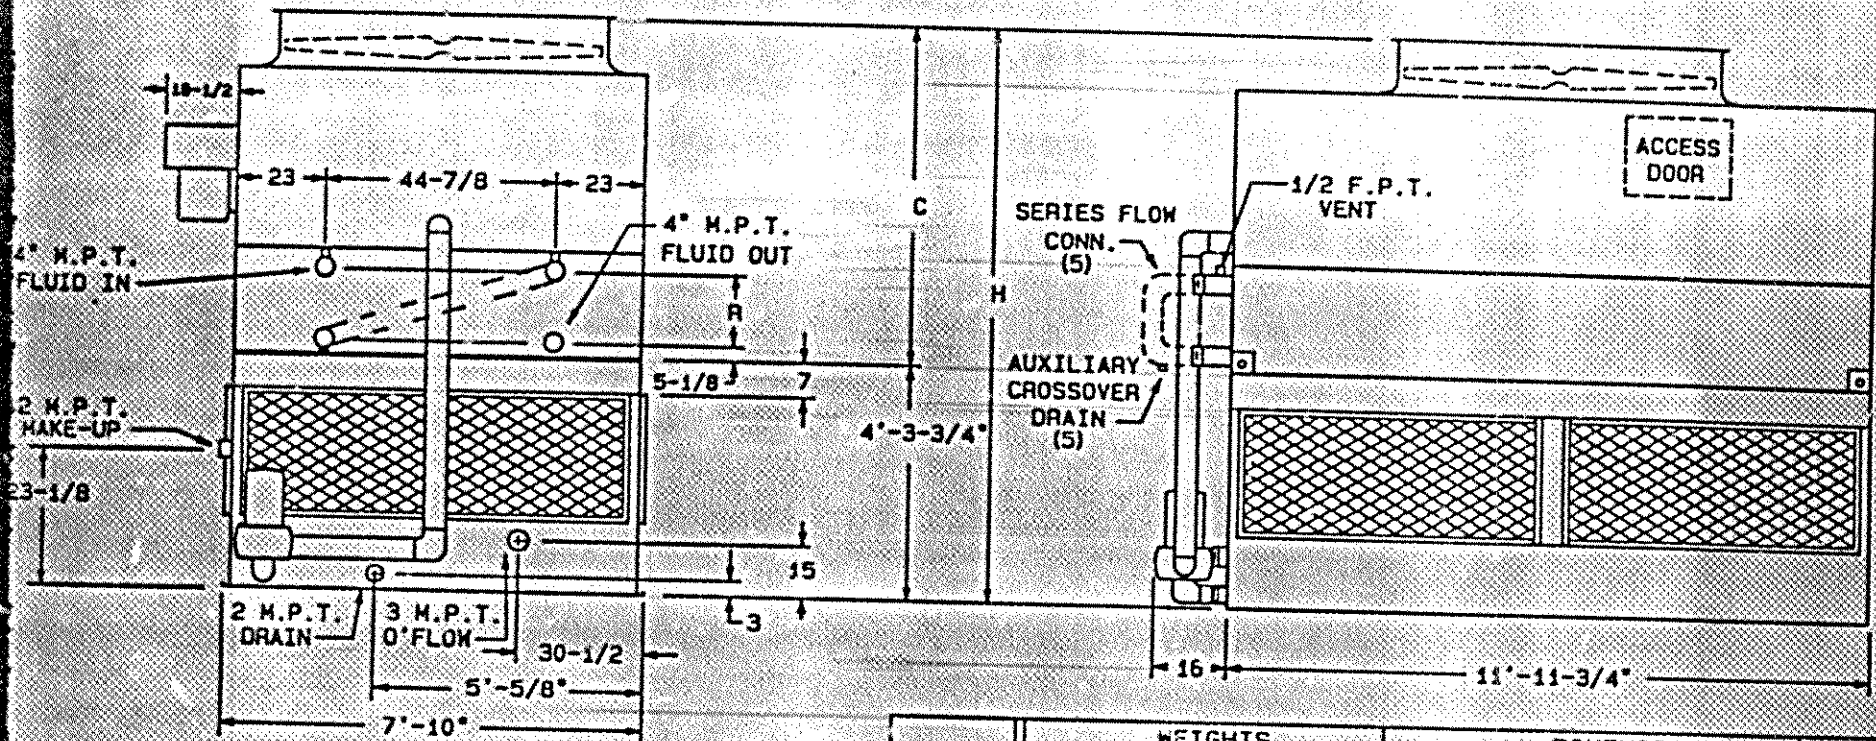 18-1/2
23
44-7/8
23
4" M.P.T.
FLUID IN
4" M.P.T.
FLUID OUT
R
5-1/8
7
C
H
4'-3-3/4"
2 M.P.T.
MAKE-UP
23-1/8
2 M.P.T.
DRAIN
3 M.P.T.
O'FLOW
15
3
30-1/2
5'-5/8"
7'-10"
ACCESS
DOOR
1/2 F.P.T.
VENT
SERIES FLOW
CONN.
(5)
AUXILIARY
CROSSOVER
DRAIN
(5)
16
11'-11-3/4"
WEIGHTS